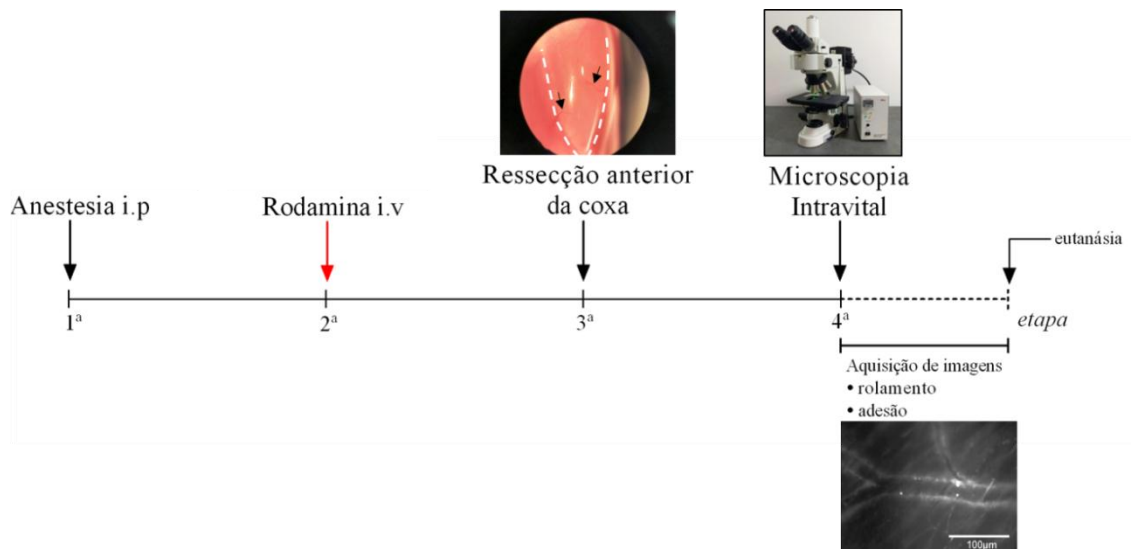 Ressecção anterior
da coxa
Microscopia
Intravital
Anestesia i.p
Rodamina i.v
eutanásia
1ª
2ª
3ª
4ª
etapa
Aquisição de imagens
• rolamento
• adesão
100µm